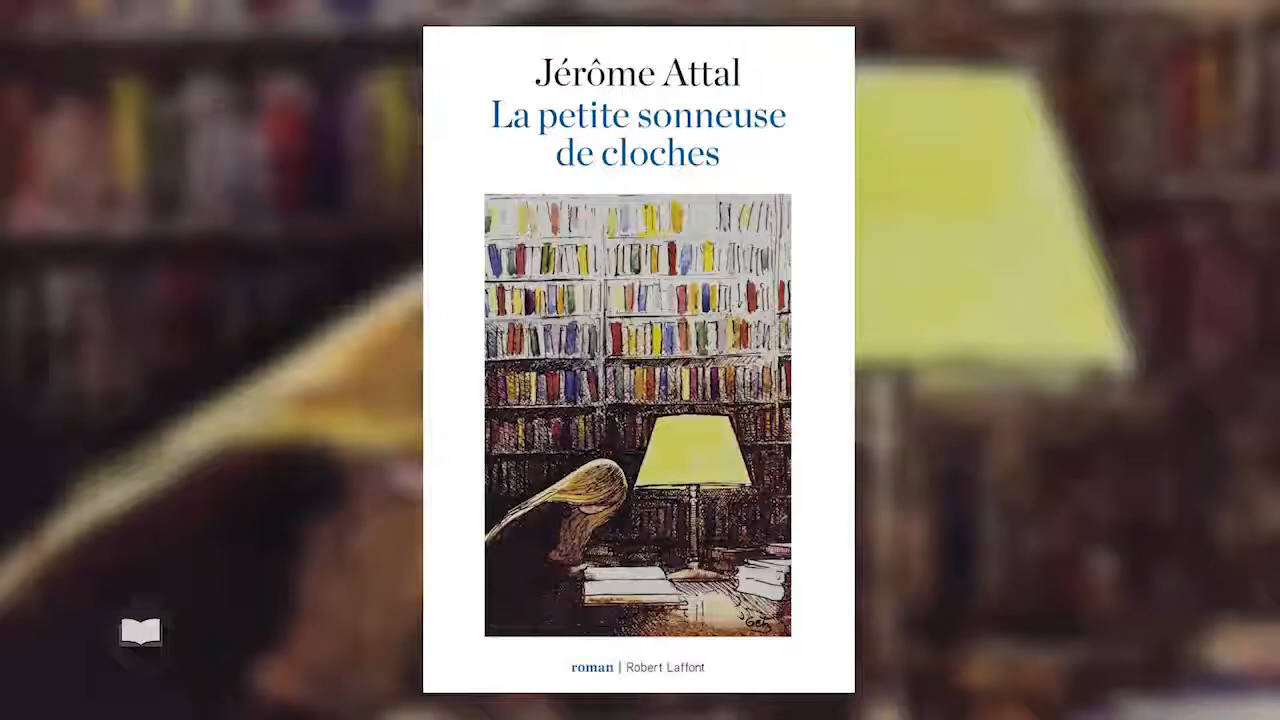 Jérôme Attal
La petite sonneuse
de cloches
roman | Robert Laffont